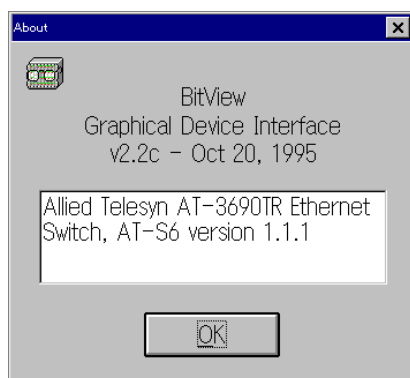 About
BitView
Graphical Device Interface
v2.2c - Oct 20, 1995
Allied Telesyn AT-3690TR Ethernet
Switch, AT-S6 version 1.1.1
OK